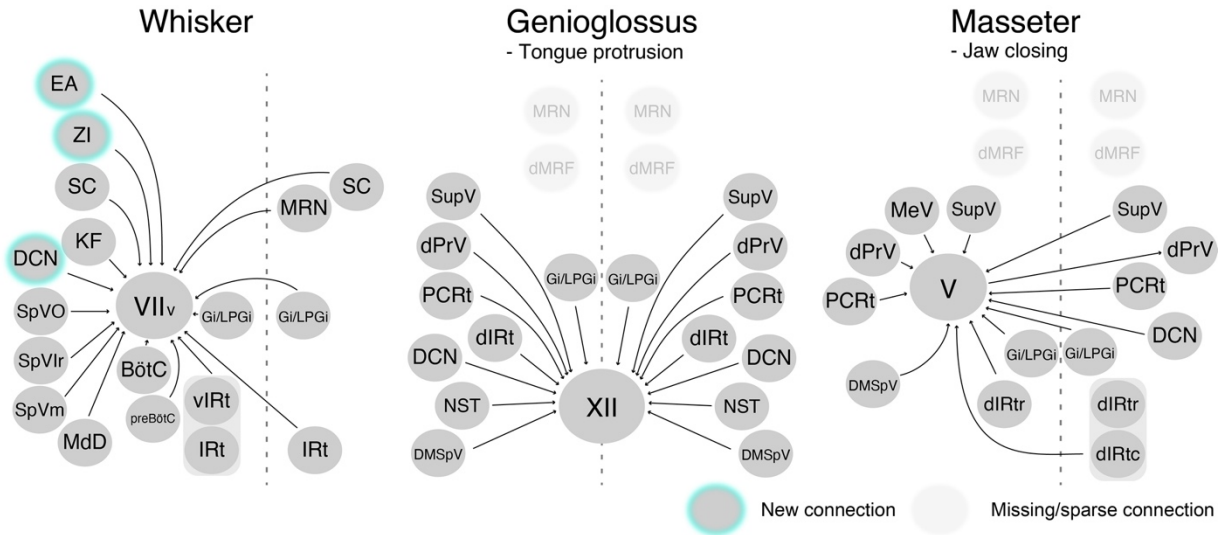 Whisker
EA
ZI
SC
KF
DCN
SpVO
SpVIr
SpVm
MdD
BötC
preBötC
vIRt
IRt
VIIv
Gi/LPGi
SC
MRN
Gi/LPGi
IRt
Genioglossus
- Tongue protrusion
MRN
MRN
dMRF
dMRF
SupV
SupV
dPrV
dPrV
Gi/LPGi
Gi/LPGi
PCRt
PCRt
dIRt
dIRt
DCN
DCN
NST
XII
NST
DMSpV
DMSpV
Masseter
- Jaw closing
MRN
MRN
dMRF
dMRF
MeV
SupV
SupV
dPrV
dPrV
V
PCRt
PCRt
DCN
Gi/LPGi
Gi/LPGi
DMSpV
dIRtr
dIRtr
dIRtc
New connection
Missing/sparse connection